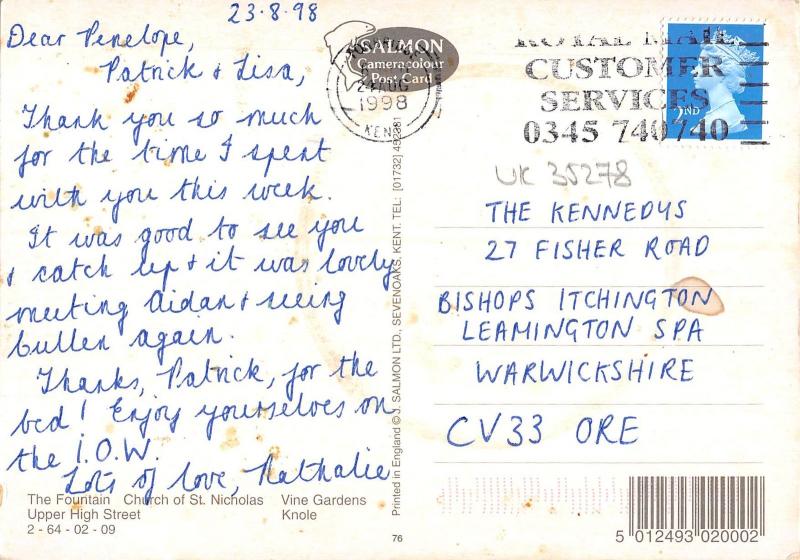 23.8.98
Dear Penelope,
Patrick & Lisa,
Thank you so much
for the time I spent
with you this week.
It was good to see you
& catch up & it was lovely
meeting Aidan & seeing
Cullen again.
Thanks, Patrick, for the
bed! Enjoy yourselves on
the I.O.W.
Lots of love, Nathalie
The Fountain Church of St. Nicholas Vine Gardens
Upper High Street Knole
2 - 64 - 02 - 09
SALMON
Cameracolour
Post Card
Printed in England © J. SALMON LTD., SEVENOAKS, KENT. TEL: [01732] 452381
76
AUG
1998
KENT
ROYAL MAIL
CUSTOMER
SERVICES
0345 740740
2ND
UK 35278
THE KENNEDYS
27 FISHER ROAD
BISHOPS ITCHINGTON
LEAMINGTON SPA
WARWICKSHIRE
CV33 ORE
5 012493 020002